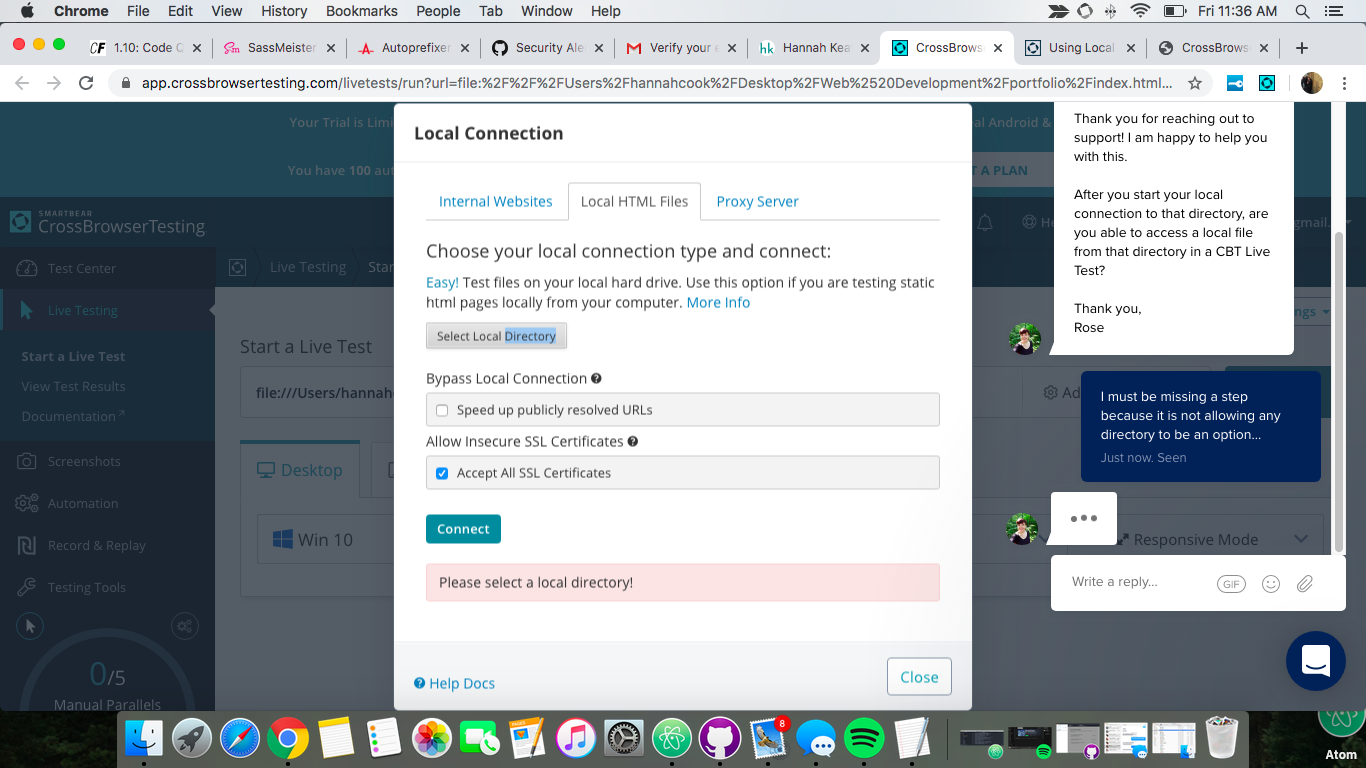 Chrome File Edit View History Bookmarks People Tab Window Help Fri 11:36 AM
1.10: Code Q SassMeister Autoprefixer Security Ale Verify your e Hannah Kea CrossBrows Using Local CrossBrows
app.crossbrowsertesting.com/livetests/run?url=file:%2F%2F%2FUsers%2Fhannahcook%2FDesktop%2FWeb%2520Development%2Fportfolio%2Findex.html...
Your Trial is Limi
al Android &
You have 100 aut
T A PLAN
SMARTBEAR
CrossBrowserTesting
He
gmail.
Test Center
Live Testing
Start a Live Test
View Test Results
Documentation
Screenshots
Automation
Record & Replay
Testing Tools
0/5
Manual Parallels
Live Testing Star
ngs
Start a Live Test
file:///Users/hannah
Ad
Desktop
Win 10
Responsive Mode
Local Connection
Internal Websites Local HTML Files Proxy Server
Choose your local connection type and connect:
Easy! Test files on your local hard drive. Use this option if you are testing static
html pages locally from your computer. More Info
Select Local Directory
Bypass Local Connection
Speed up publicly resolved URLs
Allow Insecure SSL Certificates
Accept All SSL Certificates
Connect
Please select a local directory!
Help Docs
Close
Thank you for reaching out to
support! I am happy to help you
with this.
After you start your local
connection to that directory, are
you able to access a local file
from that directory in a CBT Live
Test?
Thank you,
Rose
I must be missing a step
because it is not allowing any
directory to be an option...
Just now. Seen
Write a reply...
GIF
8
PAGES
Atom